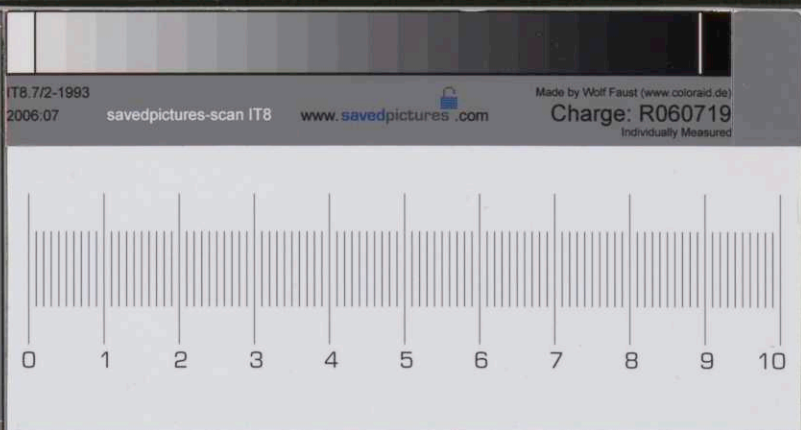 IT8.7/2-1993
2006:07
savedpictures-scan IT8
www.savedpictures.com
Made by Wolf Faust (www.coloraid.de)
Charge: R060719
Individually Measured
0 1 2 3 4 5 6 7 8 9 10